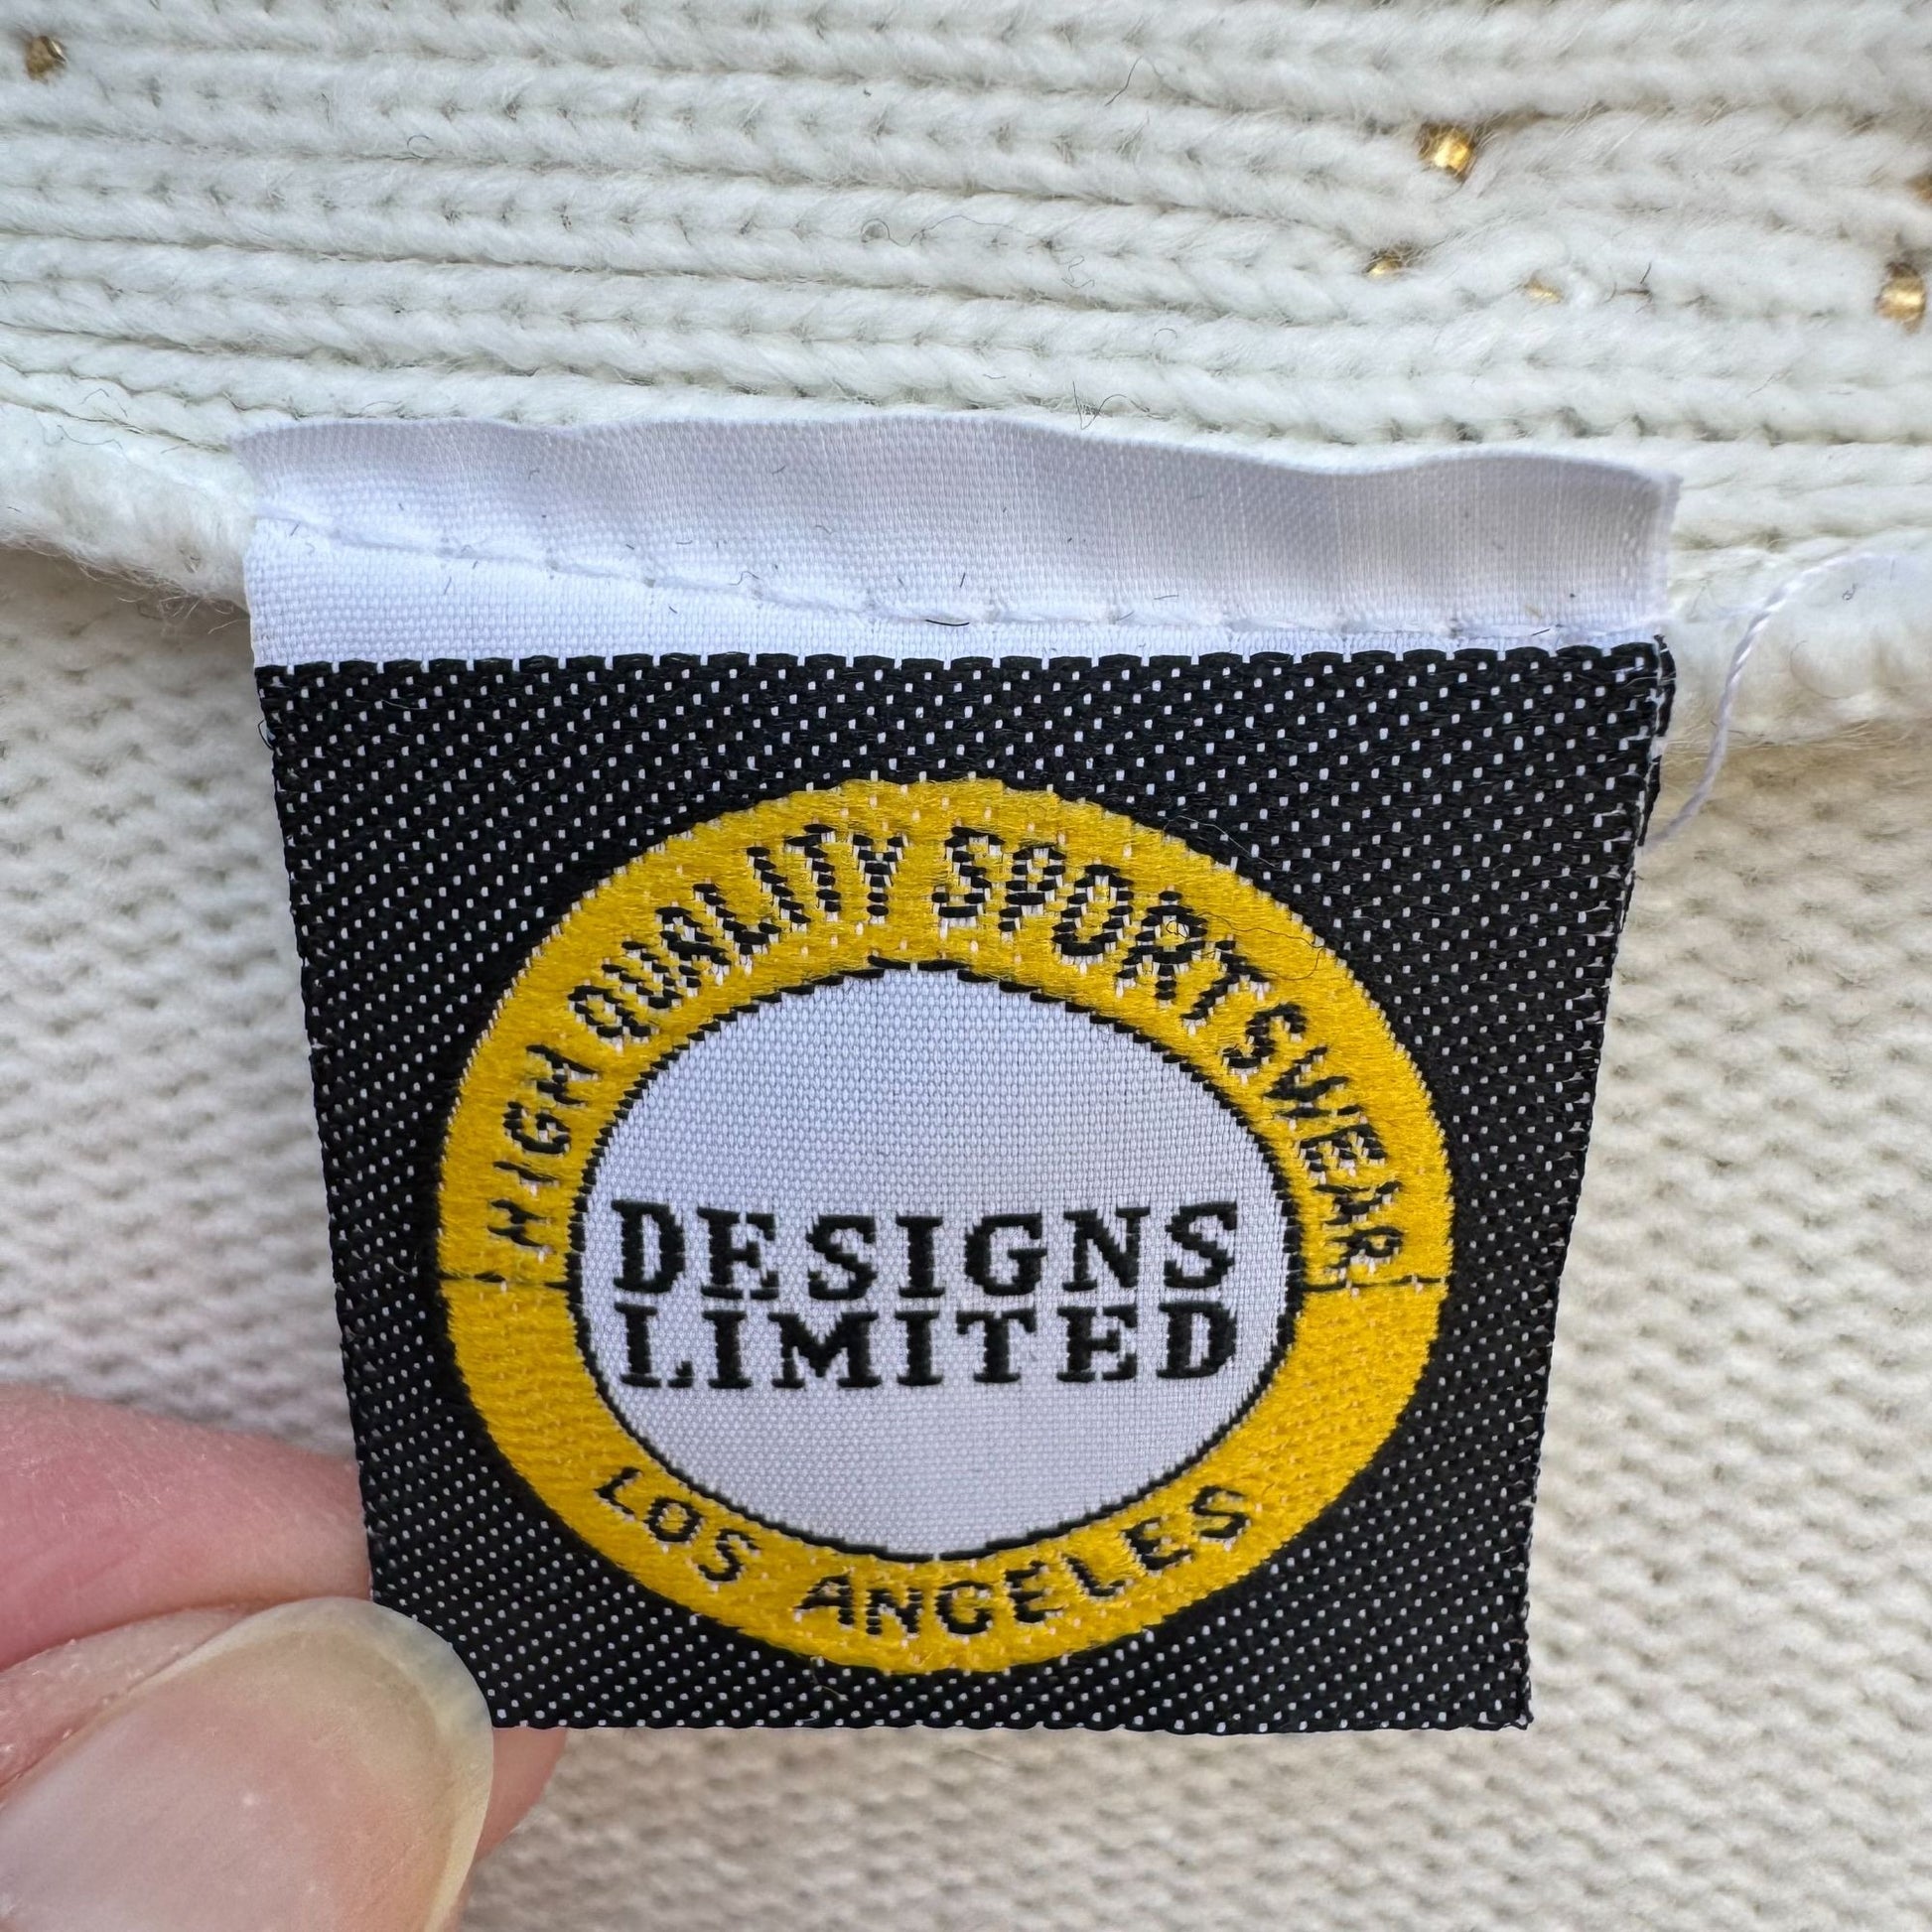 HIGH QUALITY SPORTSWEAR
DESIGNS
LIMITED
LOS ANGELES